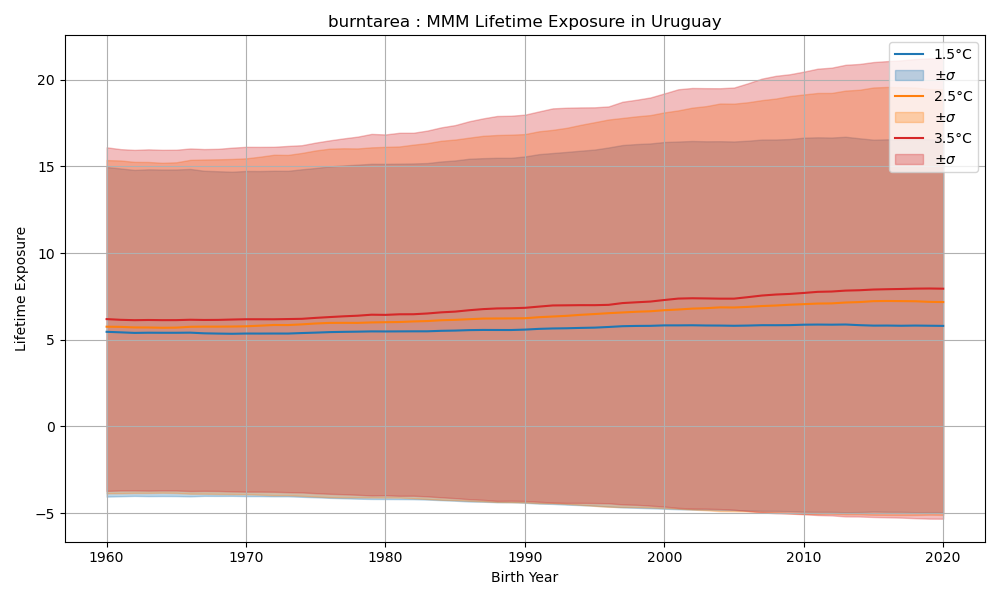 burntarea : MMM Lifetime Exposure in Uruguay
1.5°C
±σ
2.5°C
±σ
3.5°C
±σ
Lifetime Exposure
20
15
10
5
0
−5
1960
1970
1980
1990
2000
2010
2020
Birth Year